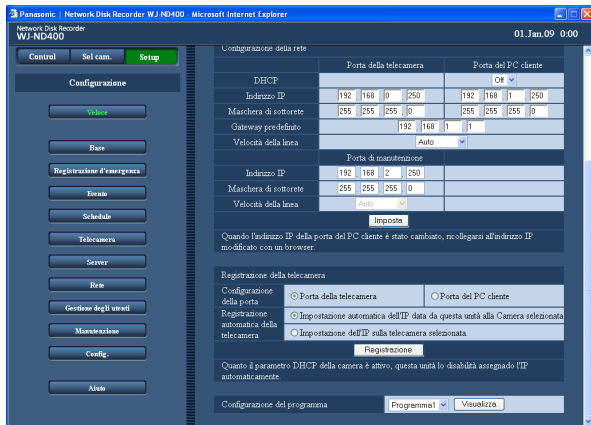 Panasonic | Network Disk Recorder WJ-ND400 - Microsoft Internet Explorer
Network Disk Recorder
WJ-ND400
01.Jan.09 0:00
Control Sel cam. Setup
Configurazione
Veloce
Base
Registrazione d'emergenza
Evento
Schedule
Telecamera
Server
Rete
Gestione degli utenti
Manutenzione
Config.
Aiuto
Configurazione della rete
Porta della telecamera Porta del PC cliente
DHCP Off
Indirizzo IP 192 168 0 250 192 168 1 250
Maschera di sottorete 255 255 255 0 255 255 255 0
Gateway predefinito 192 168 1 1
Velocità della linea Auto
Porta di manutenzione
Indirizzo IP 192 168 2 250
Maschera di sottorete 255 255 255 0
Velocità della linea Auto
Imposta
Quando l'indirizzo IP della porta del PC cliente è stato cambiato, ricollegarsi all'indirizzo IP
modificato con un browser.
Registrazione della telecamera
Configurazione della porta Porta della telecamera Porta del PC cliente
Registrazione automatica della telecamera Impostazione automatica dell'IP data da questa unità alla Camera selezionata
Impostazione dell'IP sulla telecamera selezionata.
Registrazione
Quanto il parametro DHCP della camera è attivo, questa unità lo disabilità assegnado l'IP
automaticamente.
Configurazione del programma Programma1 Visualizza